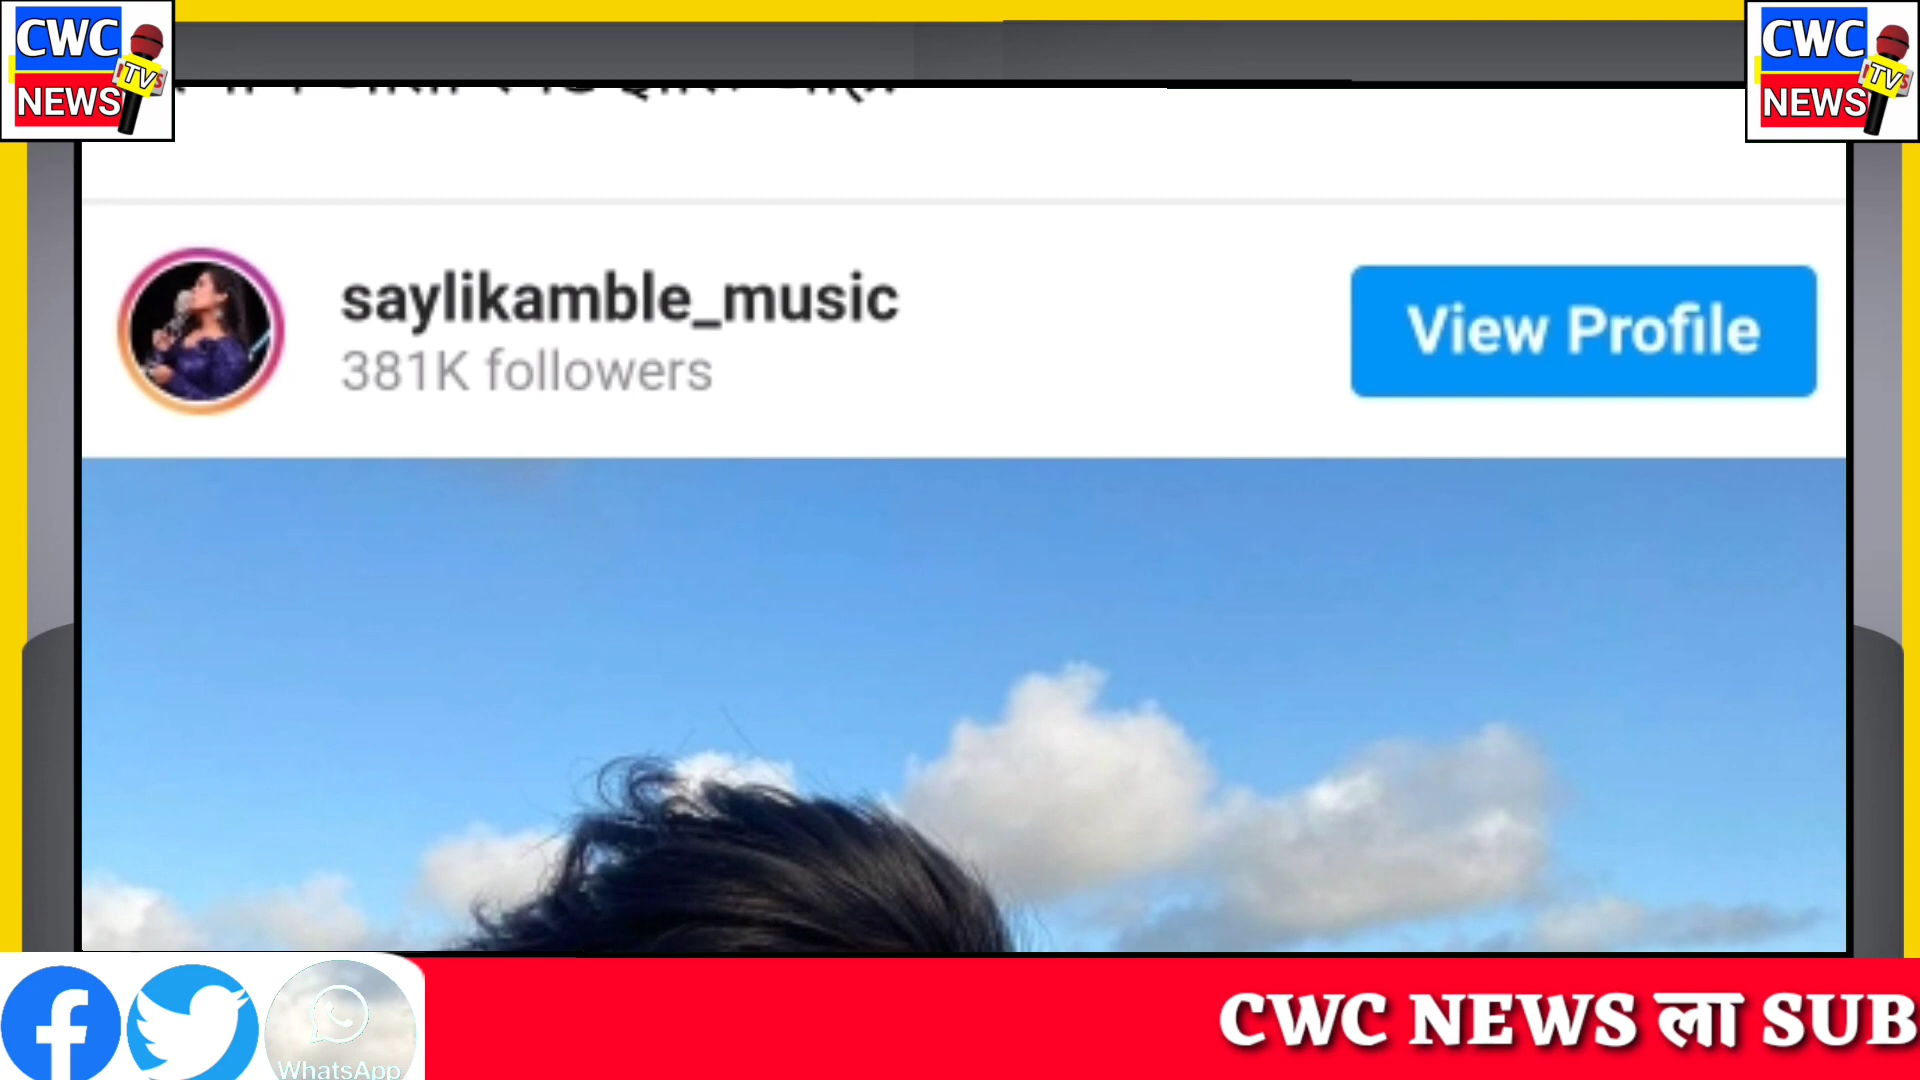 CWC
NEWS
TV
CWC
NEWS
TV
saylikamble_music
381K followers
View Profile
WhatsApp
CWC NEWS ला SUB